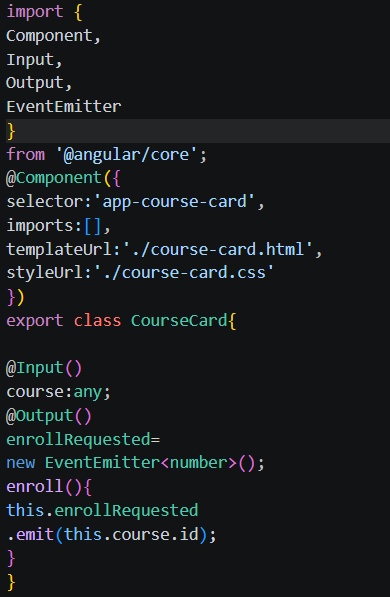 import {
Component,
Input,
Output,
EventEmitter
}
from '@angular/core';
@Component({
selector:'app-course-card',
imports:[],
templateUrl:'./course-card.html',
styleUrl:'./course-card.css'
})
export class CourseCard{
@Input()
course:any;
@Output()
enrollRequested=
new EventEmitter<number>();
enroll(){
this.enrollRequested
.emit(this.course.id);
}
}